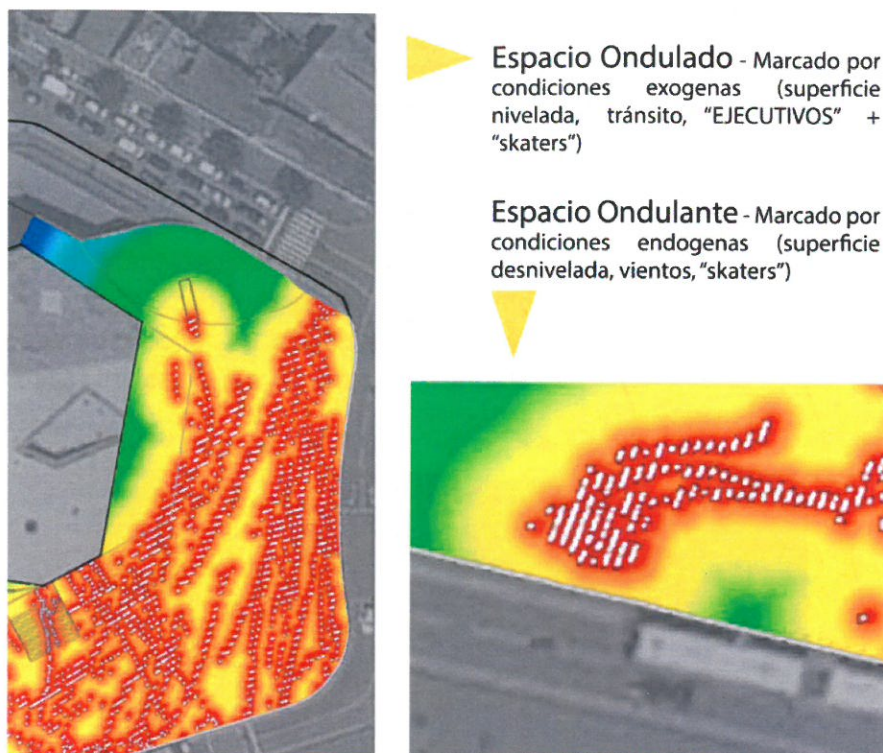 Espacio Ondulado - Marcado por
condiciones exogenas (superficie
nivelada, tránsito, "EJECUTIVOS" +
"skaters")
Espacio Ondulante - Marcado por
condiciones endogenas (superficie
desnivelada, vientos, "skaters")